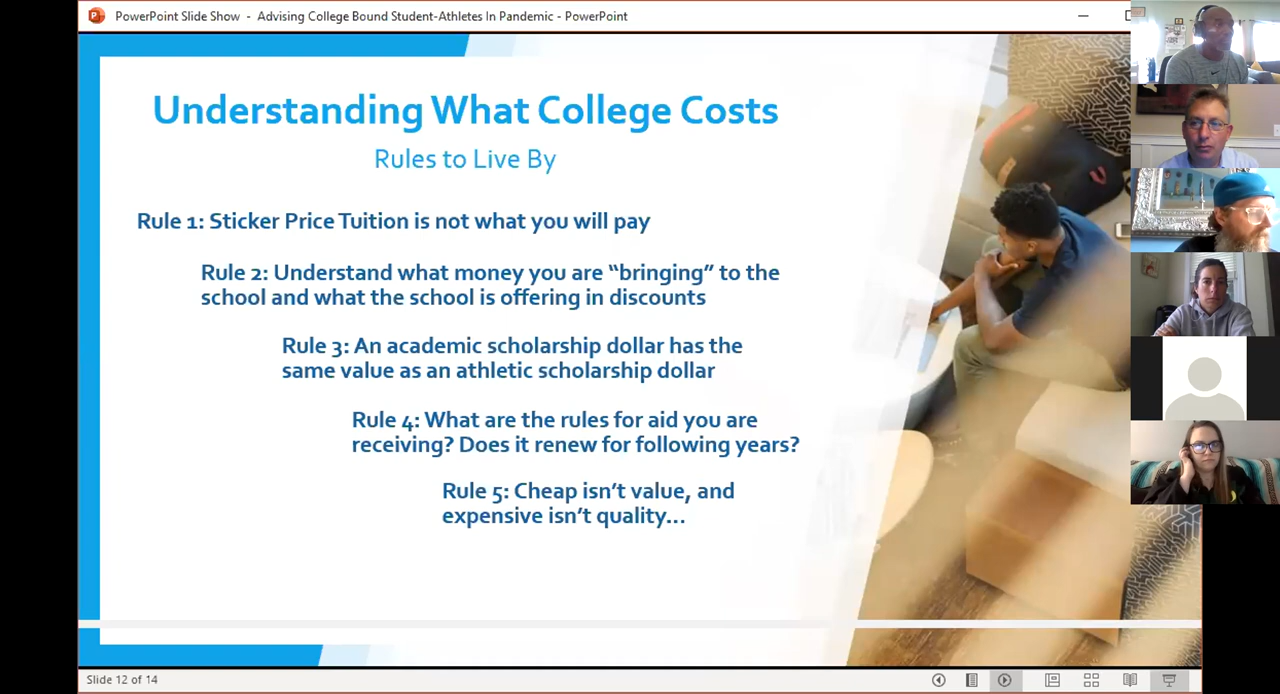 PowerPoint Slide Show - Advising College Bound Student-Athletes In Pandemic - PowerPoint
Understanding What College Costs
Rules to Live By
Rule 1: Sticker Price Tuition is not what you will pay
Rule 2: Understand what money you are “bringing” to the
school and what the school is offering in discounts
Rule 3: An academic scholarship dollar has the
same value as an athletic scholarship dollar
Rule 4: What are the rules for aid you are
receiving? Does it renew for following years?
Rule 5: Cheap isn’t value, and
expensive isn’t quality…
Slide 12 of 14